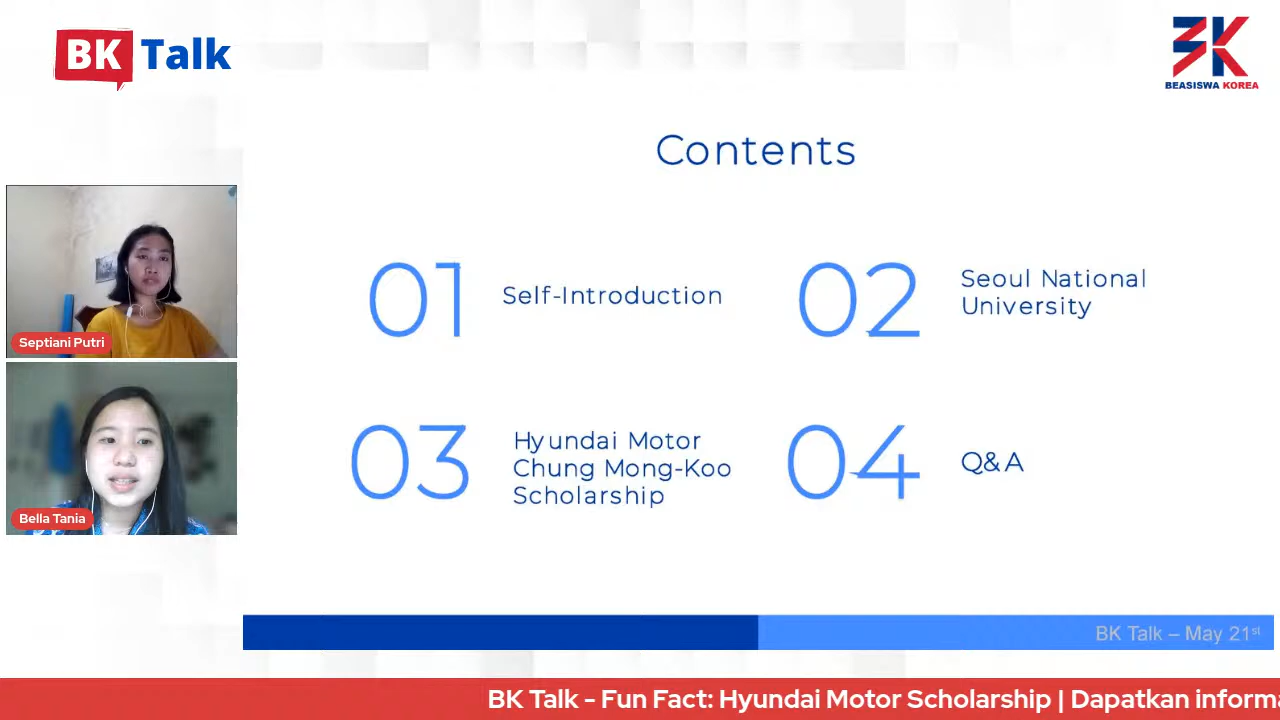 BK Talk
BEASISWA KOREA
Contents
01
Self-Introduction
02
Seoul National
University
03
Hyundai Motor
Chung Mong-Koo
Scholarship
04
Q&A
Septiani Putri
Bella Tania
BK Talk – May 21st
BK Talk - Fun Fact: Hyundai Motor Scholarship | Dapatkan informa